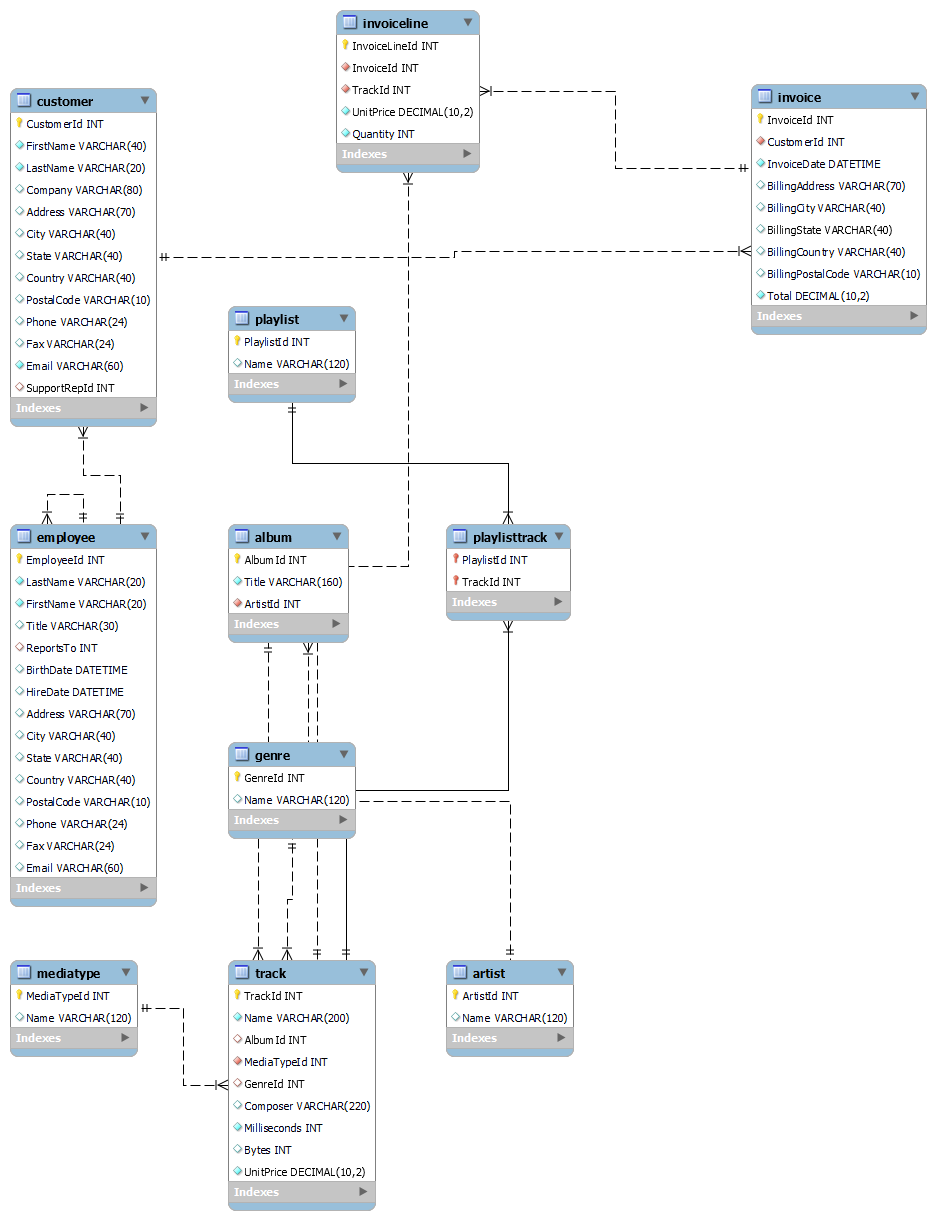 invoiceline
InvoiceLineId INT
InvoiceId INT
TrackId INT
UnitPrice DECIMAL(10,2)
Quantity INT
Indexes
customer
CustomerId INT
FirstName VARCHAR(40)
LastName VARCHAR(20)
Company VARCHAR(80)
Address VARCHAR(70)
City VARCHAR(40)
State VARCHAR(40)
Country VARCHAR(40)
PostalCode VARCHAR(10)
Phone VARCHAR(24)
Fax VARCHAR(24)
Email VARCHAR(60)
SupportRepId INT
Indexes
invoice
InvoiceId INT
CustomerId INT
InvoiceDate DATETIME
BillingAddress VARCHAR(70)
BillingCity VARCHAR(40)
BillingState VARCHAR(40)
BillingCountry VARCHAR(40)
BillingPostalCode VARCHAR(10)
Total DECIMAL(10,2)
Indexes
playlist
PlaylistId INT
Name VARCHAR(120)
Indexes
employee
EmployeeId INT
LastName VARCHAR(20)
FirstName VARCHAR(20)
Title VARCHAR(30)
ReportsTo INT
BirthDate DATETIME
HireDate DATETIME
Address VARCHAR(70)
City VARCHAR(40)
State VARCHAR(40)
Country VARCHAR(40)
PostalCode VARCHAR(10)
Phone VARCHAR(24)
Fax VARCHAR(24)
Email VARCHAR(60)
Indexes
album
AlbumId INT
Title VARCHAR(160)
ArtistId INT
Indexes
playlisttrack
PlaylistId INT
TrackId INT
Indexes
genre
GenreId INT
Name VARCHAR(120)
Indexes
mediatype
MediaTypeId INT
Name VARCHAR(120)
Indexes
track
TrackId INT
Name VARCHAR(200)
AlbumId INT
MediaTypeId INT
GenreId INT
Composer VARCHAR(220)
Milliseconds INT
Bytes INT
UnitPrice DECIMAL(10,2)
Indexes
artist
ArtistId INT
Name VARCHAR(120)
Indexes